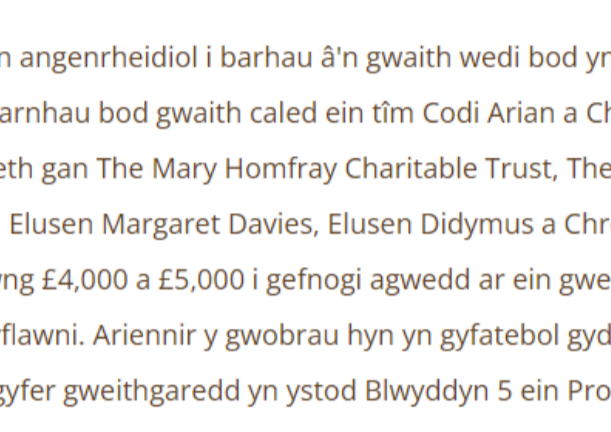 n angenrheidiol i barhau â'n gwaith wedi bod yn
arnhau bod gwaith caled ein tîm Codi Arian a Ch
eth gan The Mary Homfray Charitable Trust, The
Elusen Margaret Davies, Elusen Didymus a Chr
ng £4,000 a £5,000 i gefnogi agwedd ar ein gwe
flawni. Ariennir y gwobrau hyn yn gyfatebol gyd
gyfer gweithgaredd yn ystod Blwyddyn 5 ein Pro